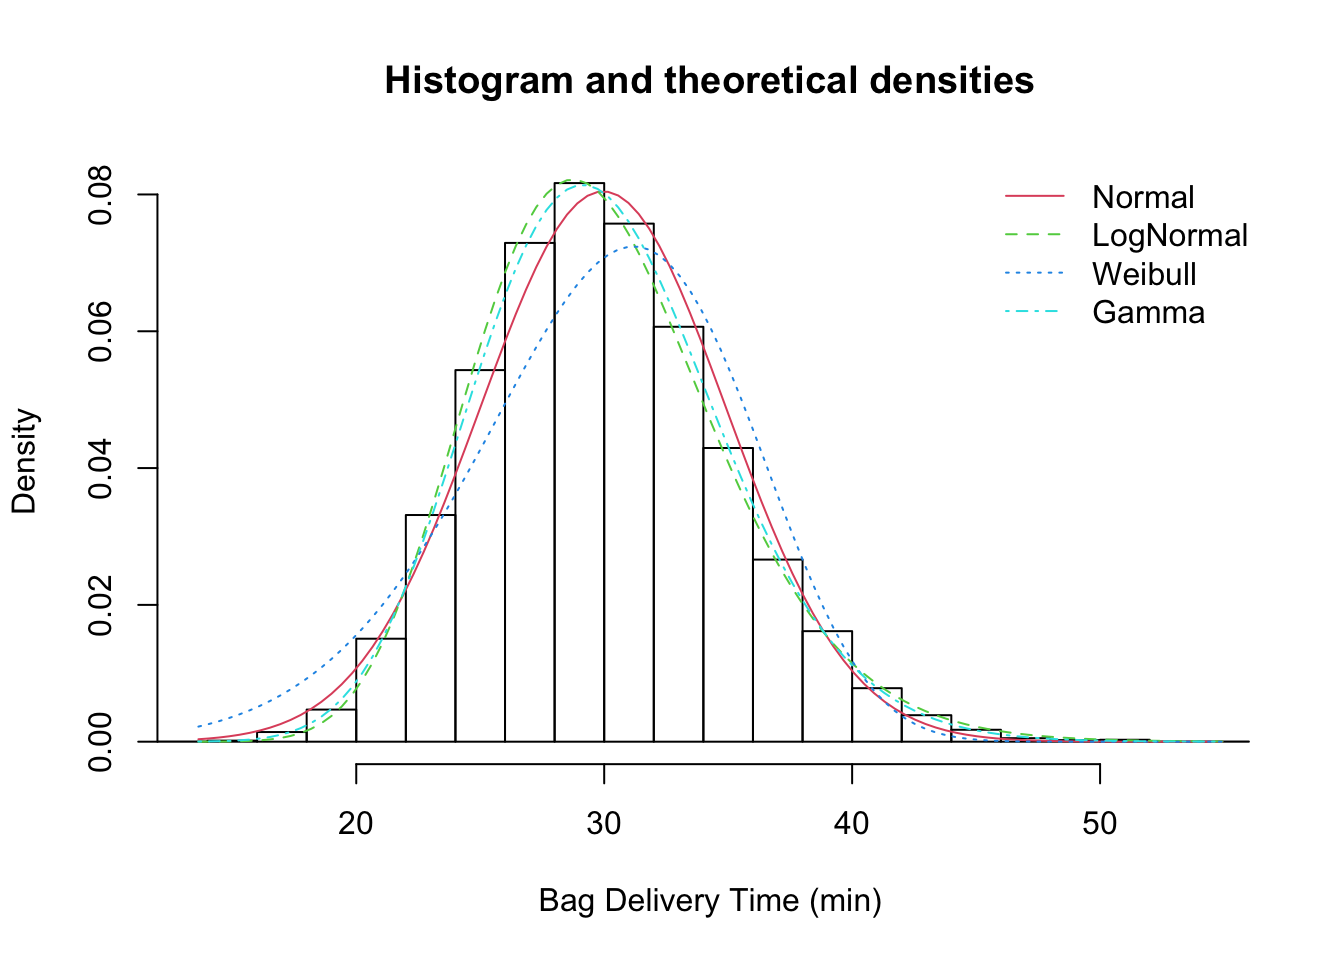 Histogram and theoretical densities
Normal
LogNormal
Weibull
Gamma
Density
0.08
0.06
0.04
0.02
0.00
20 30 40 50
Bag Delivery Time (min)